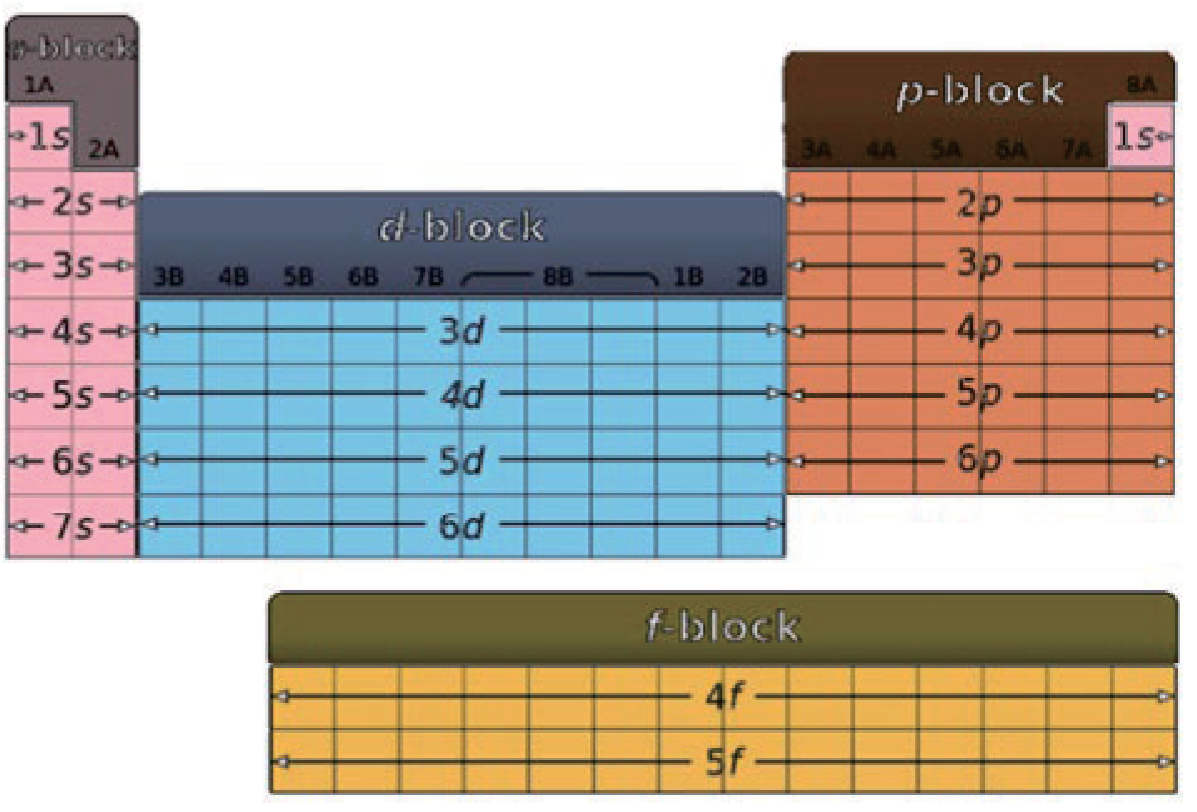 s-block
1A
1s
2A
2s
3s
4s
5s
6s
7s
d-block
3B 4B 5B 6B 7B 8B 1B 2B
3d
4d
5d
6d
p-block
8A
3A 4A 5A 6A 7A
1s
2p
3p
4p
5p
6p
f-block
4f
5f